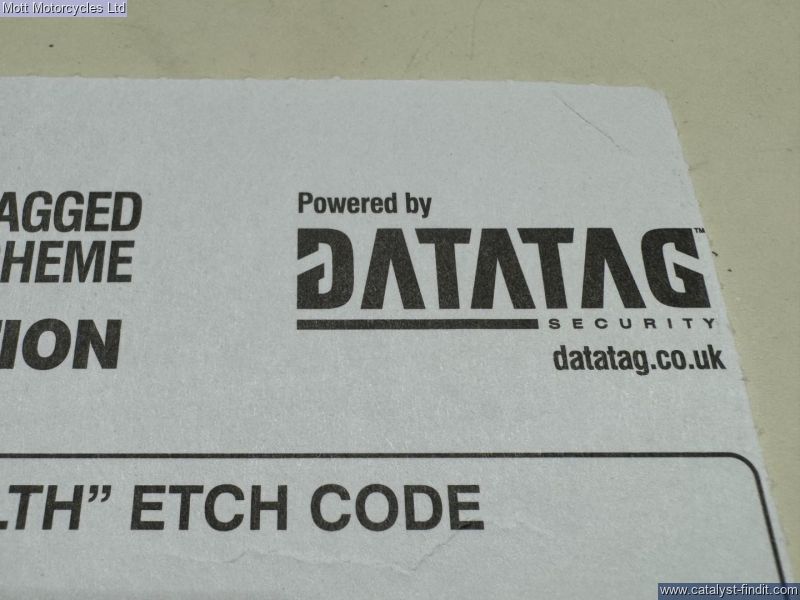 Mott Motorcycles Ltd
AGGED
HEME
ION
Powered by
DATATAG™
SECURITY
datatag.co.uk
LTH” ETCH CODE
www.catalyst-findit.com